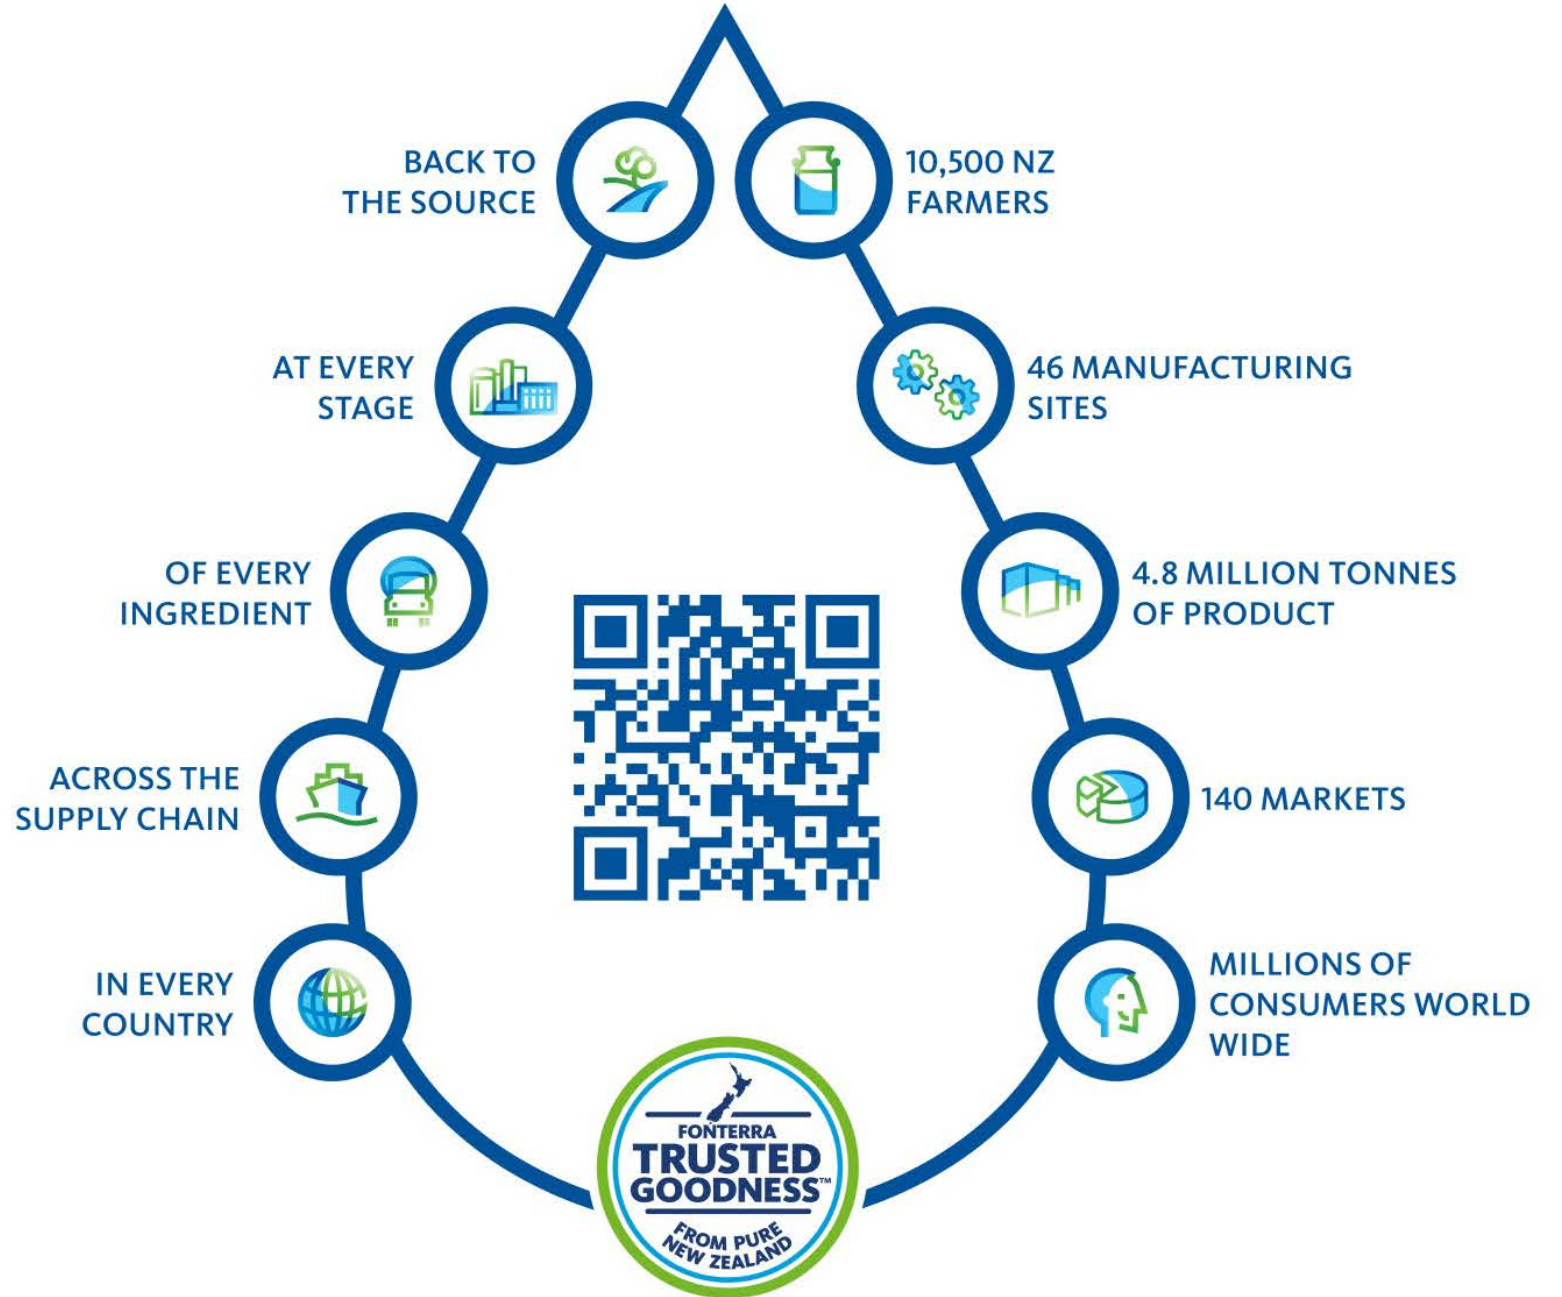 BACK TO
THE SOURCE
10,500 NZ
FARMERS
AT EVERY
STAGE
46 MANUFACTURING
SITES
OF EVERY
INGREDIENT
4.8 MILLION TONNES
OF PRODUCT
ACROSS THE
SUPPLY CHAIN
140 MARKETS
IN EVERY
COUNTRY
MILLIONS OF
CONSUMERS WORLD
WIDE
FONTERRA
TRUSTED
GOODNESS™
FROM PURE
NEW ZEALAND